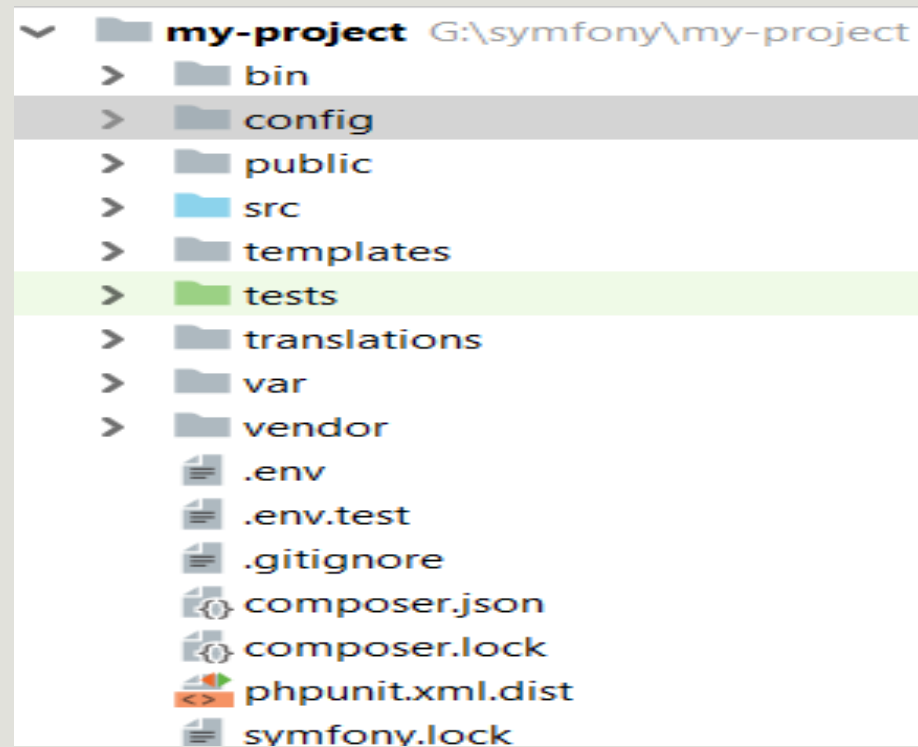 my-project G:\symfony\my-project
bin
config
public
src
templates
tests
translations
var
vendor
.env
.env.test
.gitignore
composer.json
composer.lock
phpunit.xml.dist
symfony.lock